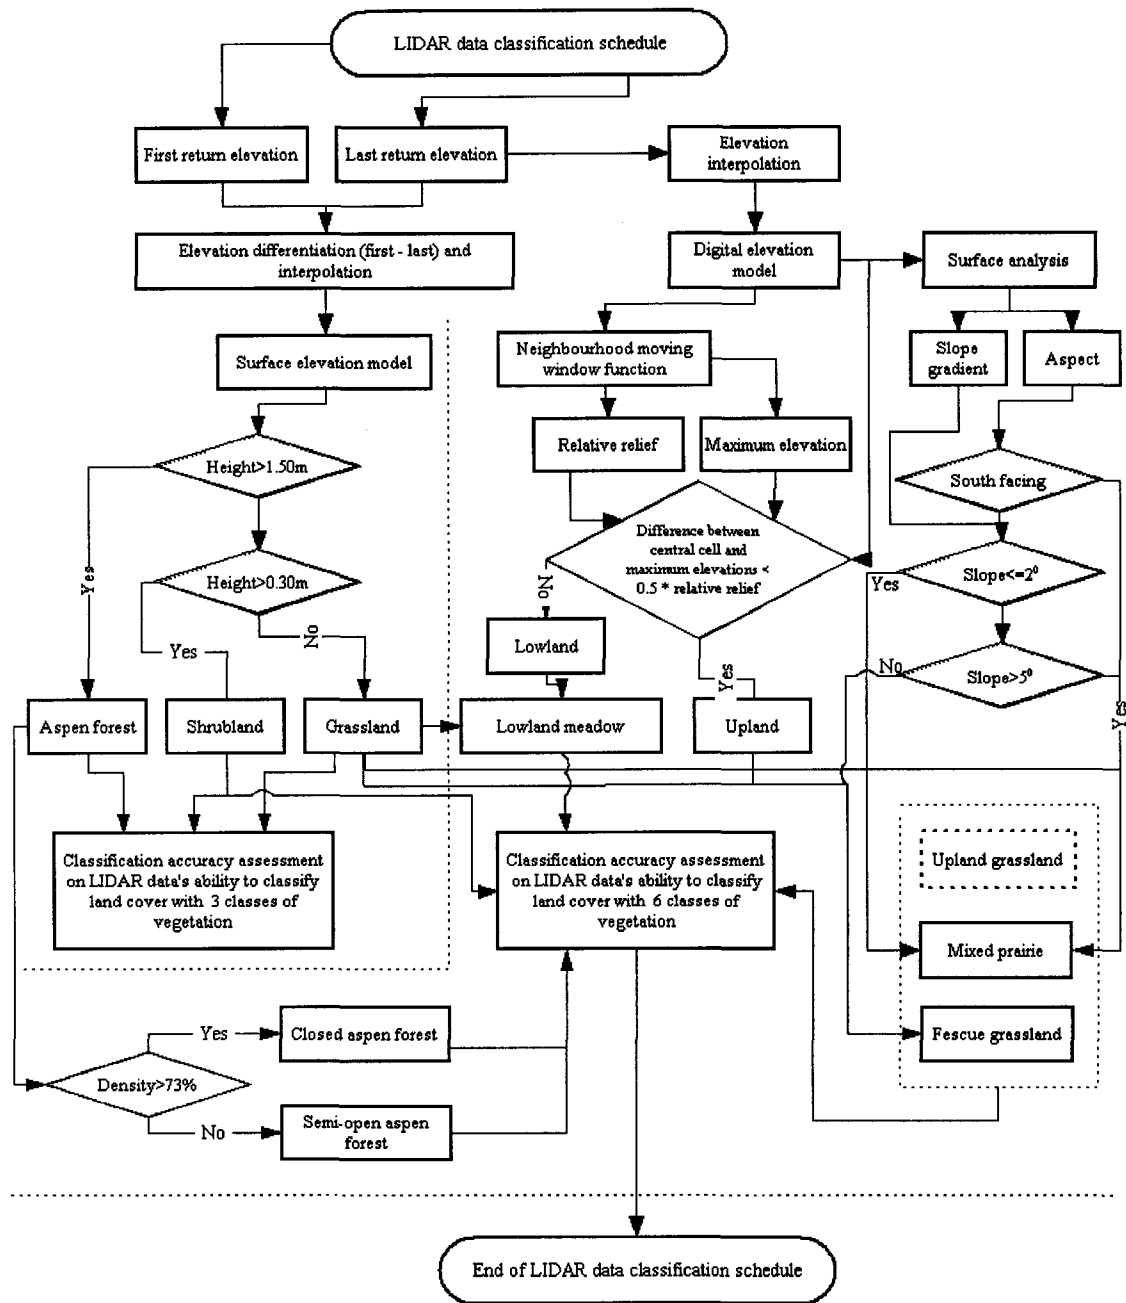 LIDAR data classification schedule
First return elevation
Last return elevation
Elevation
interpolation
Elevation differentiation (first - last) and
interpolation
Digital elevation
model
Surface analysis
Surface elevation model
Neighbourhood moving
window function
Slope
gradient
Aspect
Relative relief
Maximum elevation
Height>1.50m
South facing
Difference between
central cell and
maximum elevations <
0.5 * relative relief
Height>0.30m
Yes
No
Yes
Slope<=2⁰
Yes
No
Lowland
Yes
No
Slope>5⁰
Yes
Aspen forest
Shrubland
Grassland
Lowland meadow
Upland
Classification accuracy assessment
on LIDAR data's ability to classify
land cover with 3 classes of
vegetation
Classification accuracy assessment
on LIDAR data's ability to classify
land cover with 6 classes of
vegetation
Upland grassland
Mixed prairie
Fescue grassland
Yes
Closed aspen forest
Density>73%
No
Semi-open aspen
forest
End of LIDAR data classification schedule